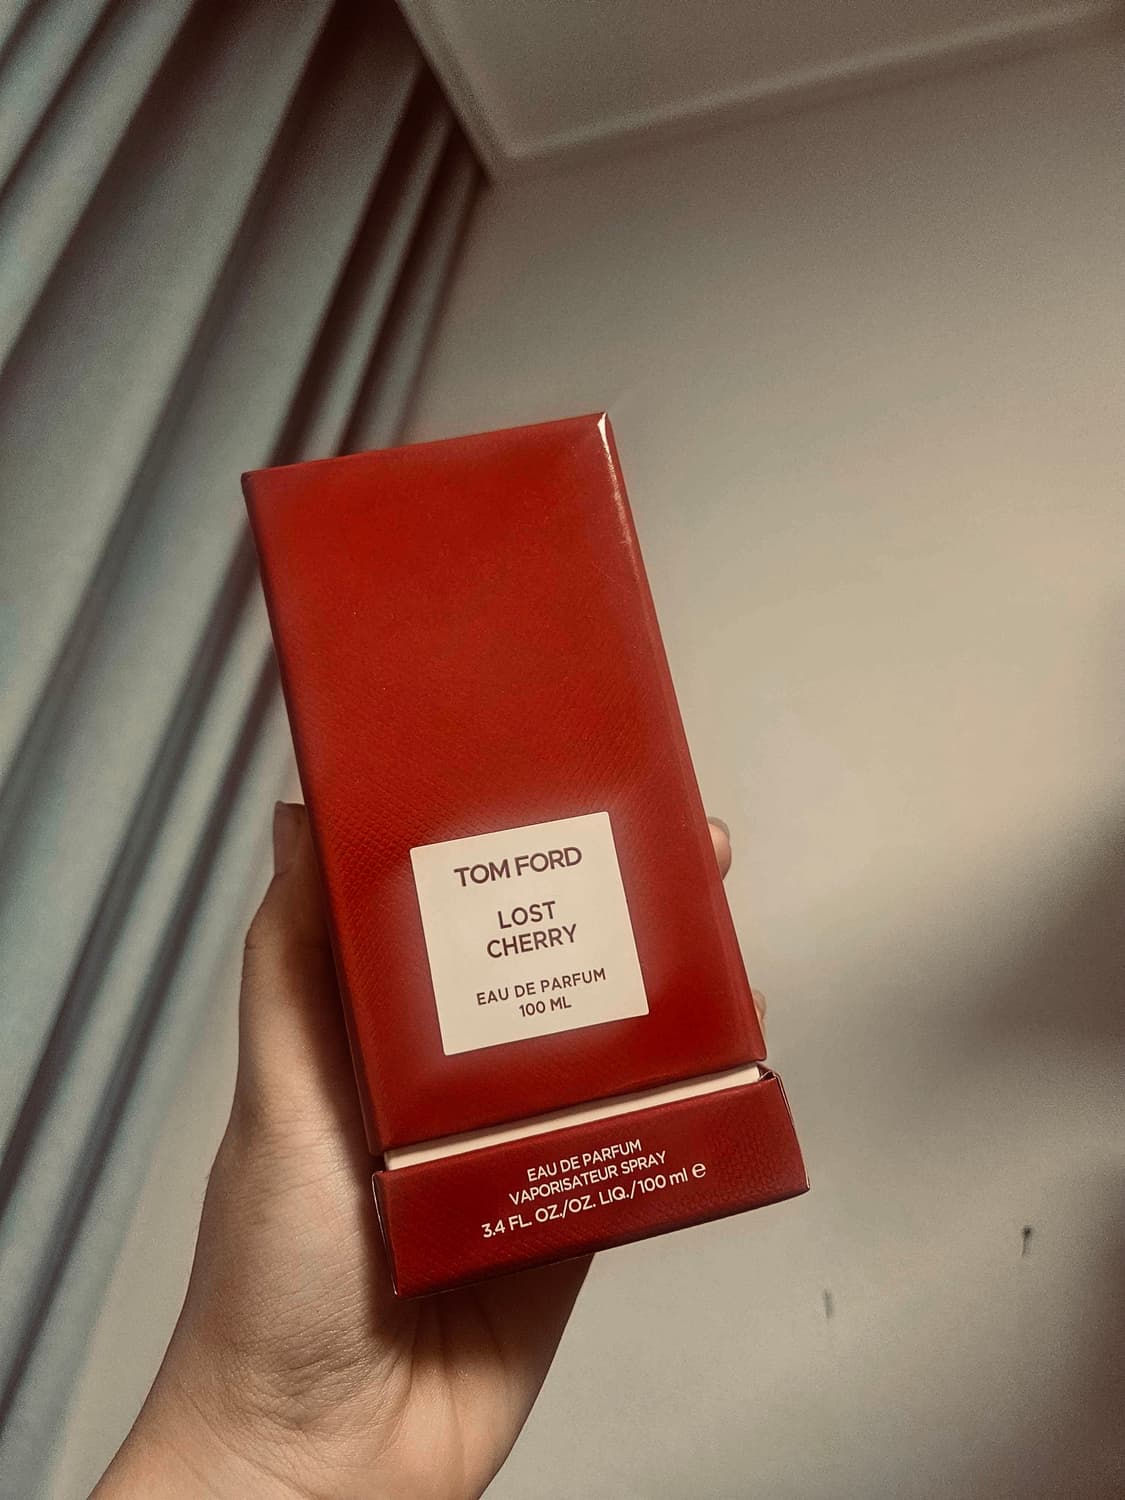 TOM FORD
LOST
CHERRY
EAU DE PARFUM
100 ML
EAU DE PARFUM
VAPORISATEUR SPRAY
3.4 FL. OZ./OZ. LIQ./100 ml ℮